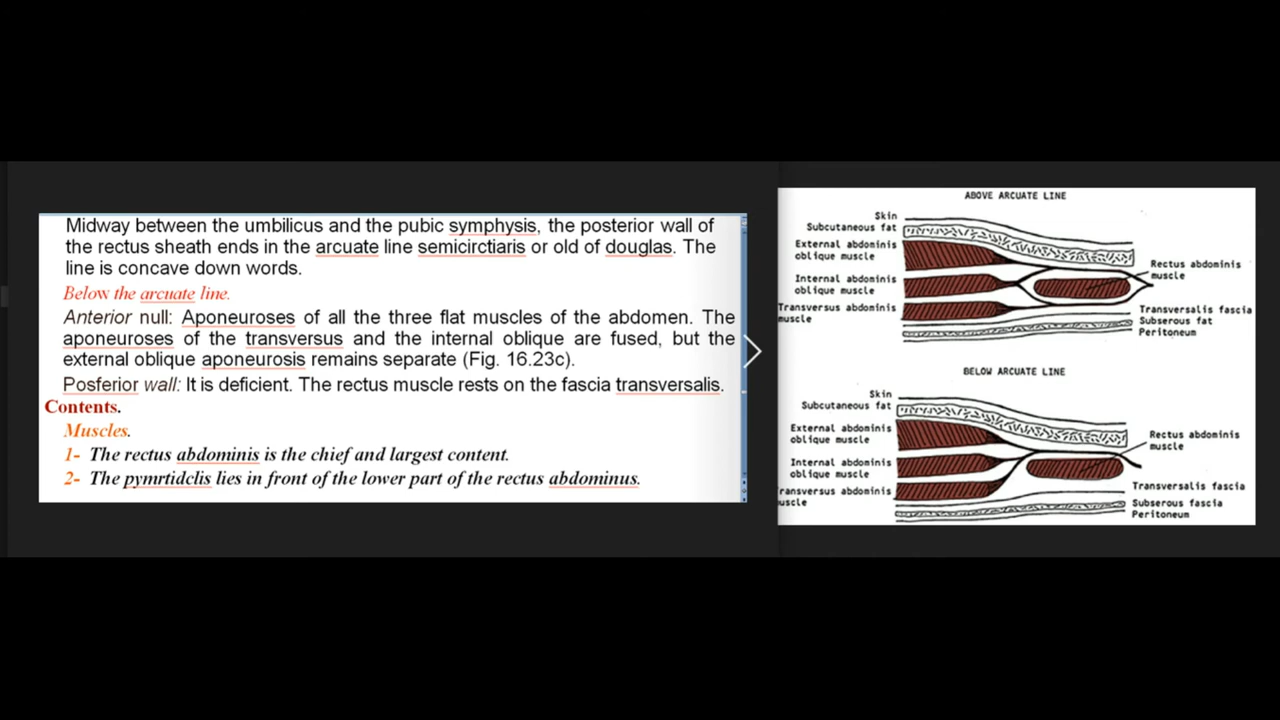 Midway between the umbilicus and the pubic symphysis, the posterior wall of
the rectus sheath ends in the arcuate line semicirctiaris or old of douglas. The
line is concave down words.
Below the arcuate line.
Anterior null: Aponeuroses of all the three flat muscles of the abdomen. The
aponeuroses of the transversus and the internal oblique are fused, but the
external oblique aponeurosis remains separate (Fig. 16.23c).
Posferior wall: It is deficient. The rectus muscle rests on the fascia transversalis.
Contents.
Muscles.
1- The rectus abdominis is the chief and largest content.
2- The pymrtidclis lies in front of the lower part of the rectus abdominus.
ABOVE ARCUATE LINE
Skin
Subcutaneous fat
External abdominis
oblique muscle
Internal abdominis
oblique muscle
Transversus abdominis
muscle
Rectus abdominis
muscle
Transversalis fascia
Subserous fat
Peritoneum
BELOW ARCUATE LINE
Skin
Subcutaneous fat
External abdominis
oblique muscle
Internal abdominis
oblique muscle
ransversus abdominis
uscle
Rectus abdominis
muscle
Transversalis fascia
Subserous fascia
Peritoneum